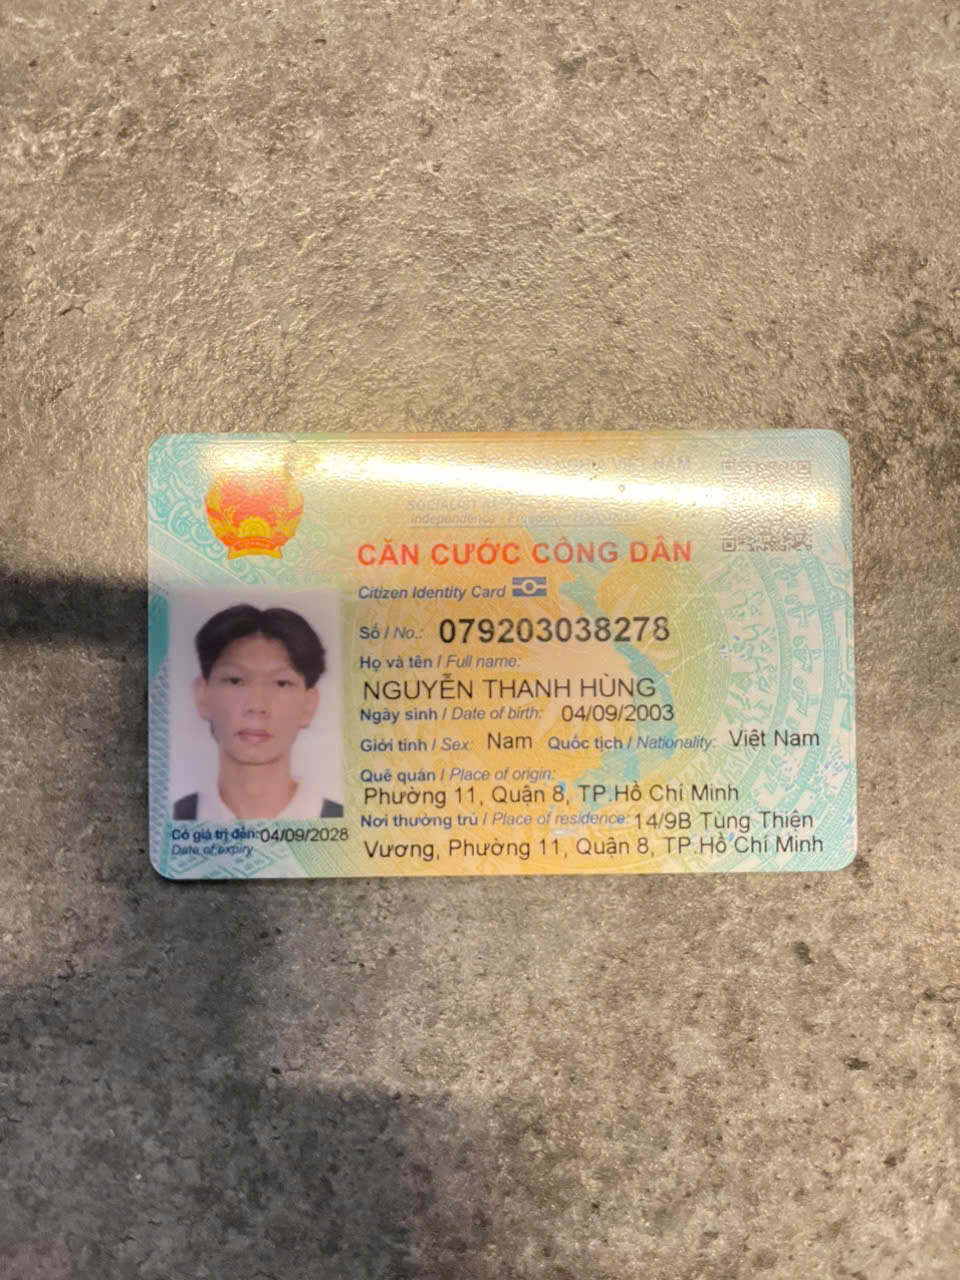 SOCIALIST
Independence
CĂN CƯỚC CÔNG DÂN
Citizen Identity Card
Số / No.: 079203038278
Họ và tên / Full name:
NGUYỄN THANH HÙNG
Ngày sinh / Date of birth: 04/09/2003
Giới tính / Sex: Nam Quốc tịch / Nationality: Việt Nam
Quê quán / Place of origin:
Phường 11, Quận 8, TP.Hồ Chí Minh
Nơi thường trú / Place of residence: 14/9B Tùng Thiện
Vương, Phường 11, Quận 8, TP.Hồ Chí Minh
Có giá trị đến: 04/09/2028
Date of expiry